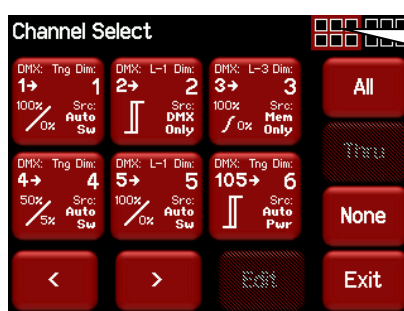 Channel Select
DMX: Tng Dim:
1→ 1
100% Src:
0% Auto
Sw
DMX: L-1 Dim:
2→ 2
Src:
DMX
Only
DMX: L-3 Dim:
3→ 3
100% Src:
0% Mem
Only
All
DMX: Tng Dim:
4→ 4
50% Src:
5% Auto
Sw
DMX: L-1 Dim:
5→ 5
100% Src:
0% Auto
Sw
DMX: Tng Dim:
105→ 6
Src:
Auto
Pwr
Thru
None
<
>
Edit
Exit